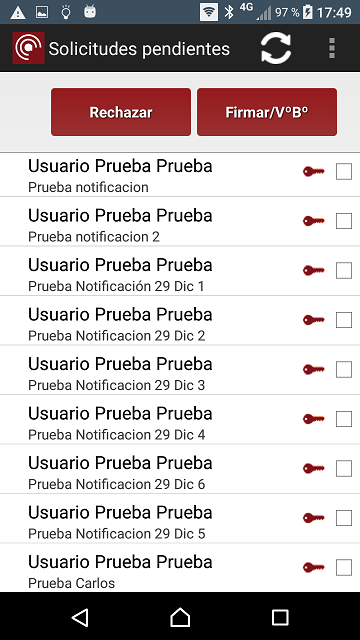 4G 97 % 17:49
Solicitudes pendientes
Rechazar Firmar/VºBº
Usuario Prueba Prueba
Prueba notificacion
Usuario Prueba Prueba
Prueba notificacion 2
Usuario Prueba Prueba
Prueba Notificación 29 Dic 1
Usuario Prueba Prueba
Prueba Notificacion 29 Dic 2
Usuario Prueba Prueba
Prueba Notificacion 29 Dic 3
Usuario Prueba Prueba
Prueba Notificacion 29 Dic 4
Usuario Prueba Prueba
Prueba Notificacion 29 Dic 6
Usuario Prueba Prueba
Prueba Notificacion 29 Dic 5
Usuario Prueba Prueba
Prueba Carlos